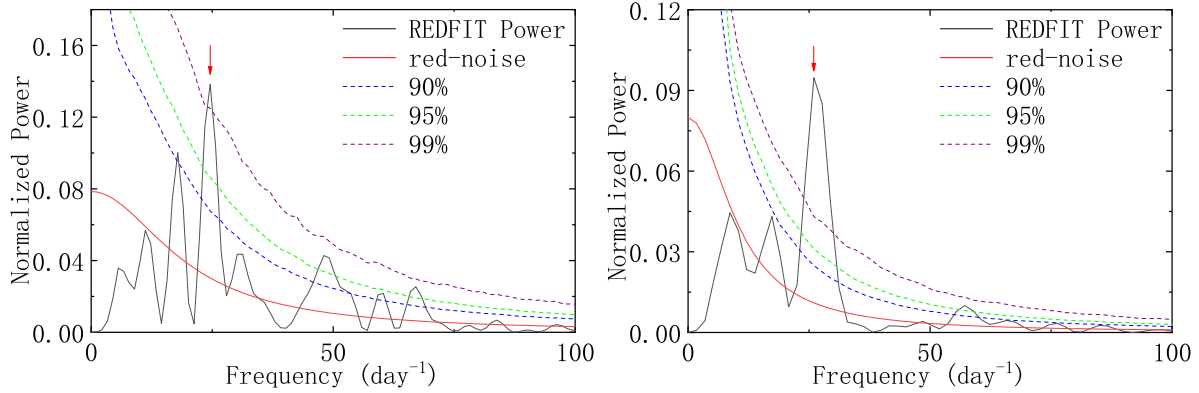 Normalized Power
0.16
0.12
0.08
0.04
0.00
0
50
100
Frequency (day⁻¹)
REDFIT Power
red-noise
90%
95%
99%
Normalized Power
0.12
0.09
0.06
0.03
0.00
0
50
100
Frequency (day⁻¹)
REDFIT Power
red-noise
90%
95%
99%